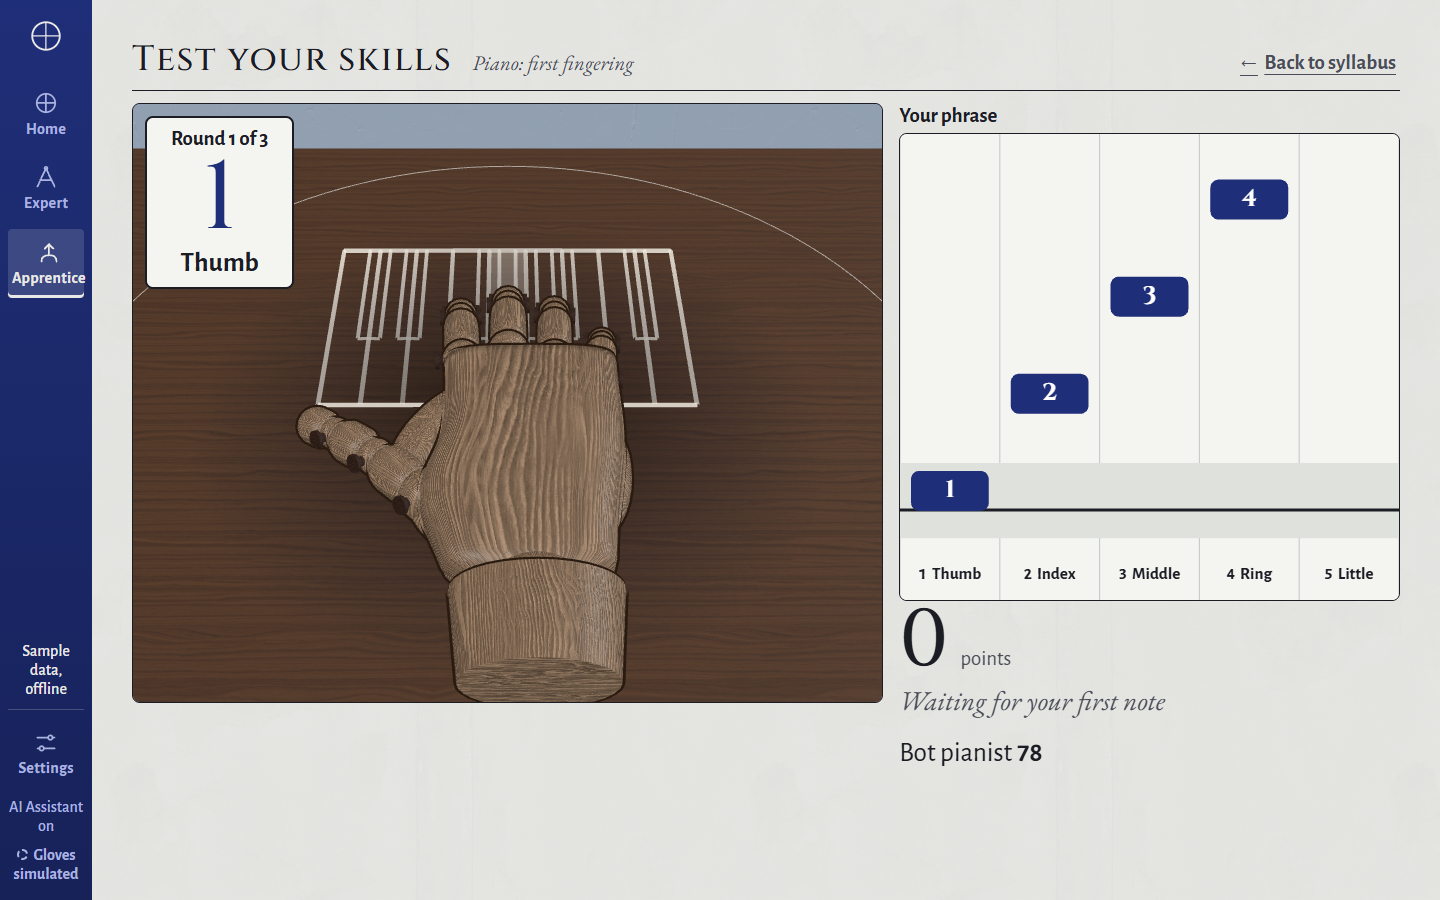 Home
Expert
Apprentice
Sample
data,
offline
Settings
AI Assistant
on
Gloves
simulated
Test your skills
Piano: first fingering
← Back to syllabus
Round 1 of 3
1
Thumb
Your phrase
4
3
2
1
1 Thumb
2 Index
3 Middle
4 Ring
5 Little
0 points
Waiting for your first note
Bot pianist 78